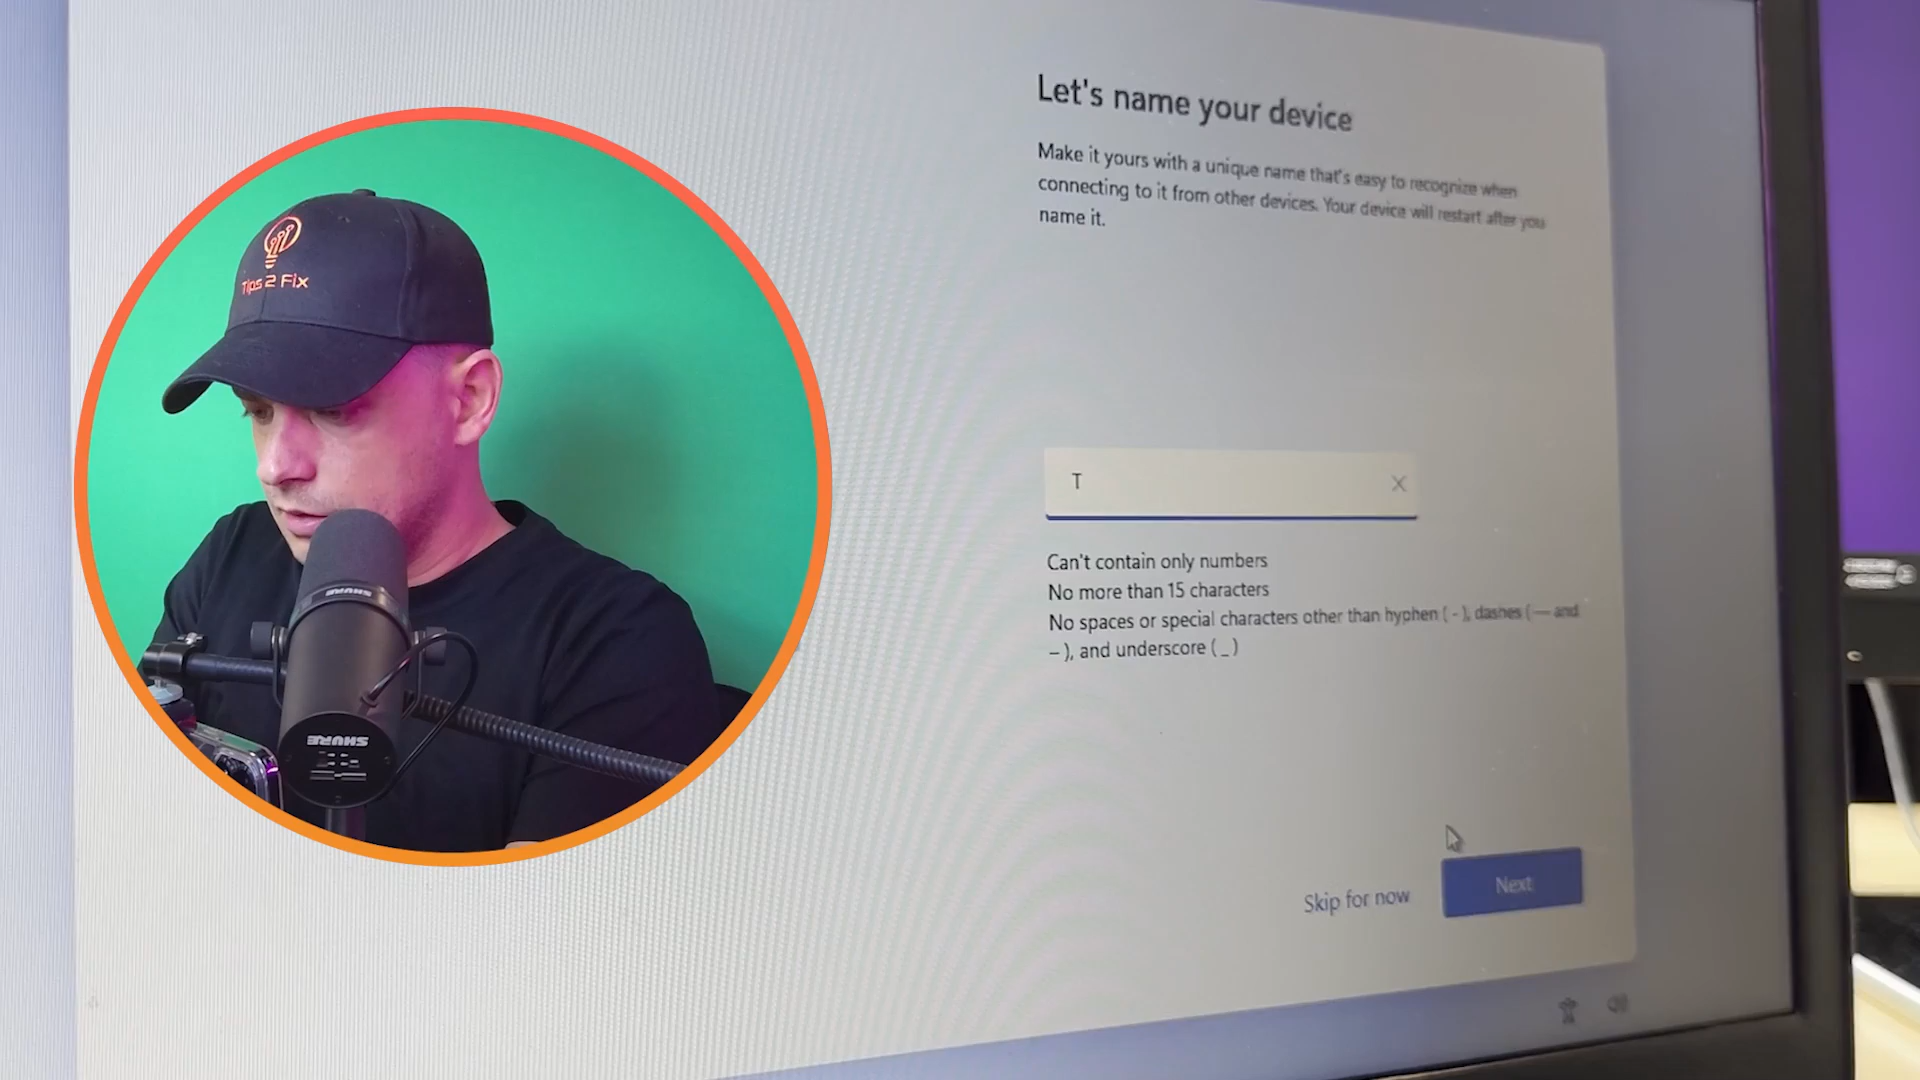 Let's name your device
Make it yours with a unique name that's easy to recognize when
connecting to it from other devices. Your device will restart after you
name it.
Tips 2 Fix
T
Can't contain only numbers
No more than 15 characters
No spaces or special characters other than hyphen ( - ), dashes ( — and
– ), and underscore ( _ )
SHURE
SHURE
Skip for now
Next